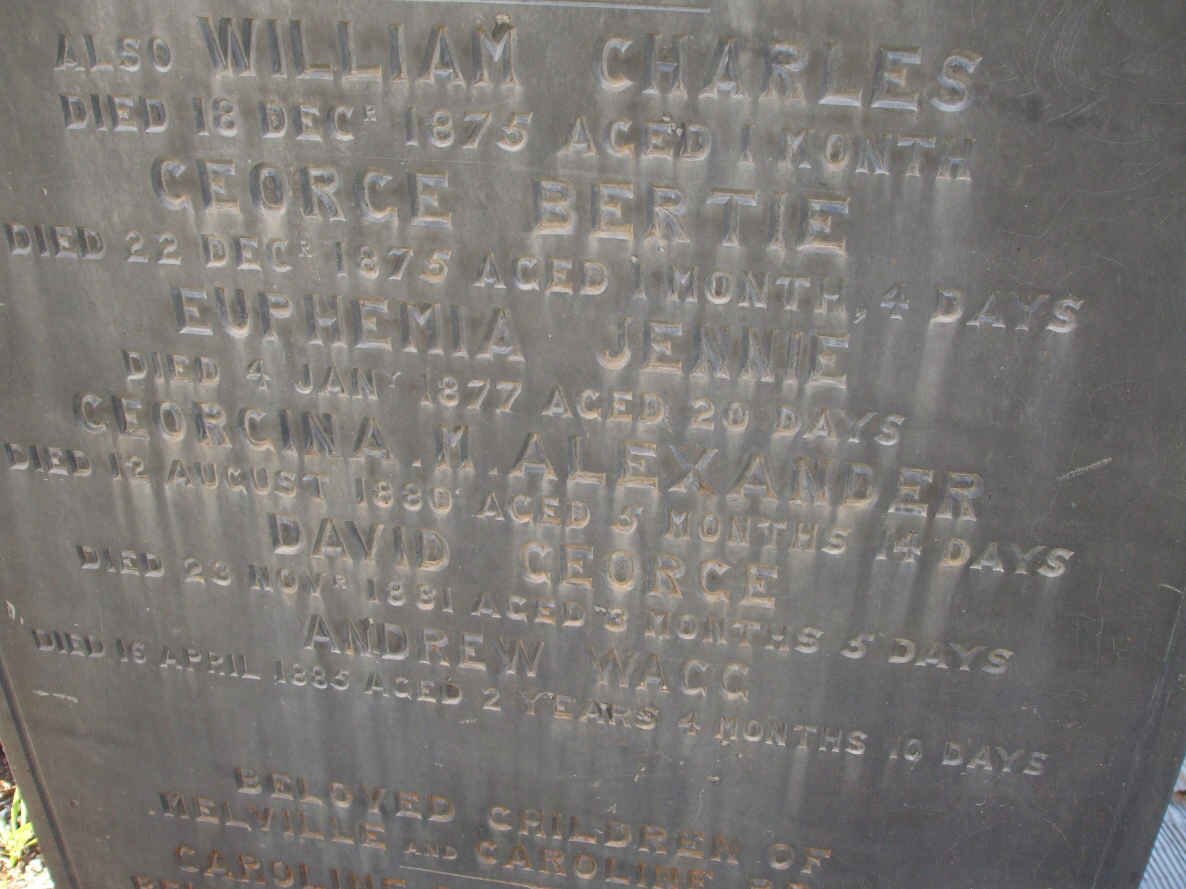 ALSO WILLIAM CHARLES
DIED 18 DECR 1875 AGED 1 MONTH
GEORGE BERTIE
DIED 22 DECR 1875 AGED 1 MONTH, 4 DAYS
EUPHEMIA JENNIE
DIED 4 JANY 1877 AGED 20 DAYS
GEORGINA. M. ALEXANDER
DIED 12 AUGUST 1880 AGED 5 MONTHS 14 DAYS
DAVID GEORGE
DIED 23 NOVR 1881 AGED 3 MONTHS 5 DAYS
ANDREW WAGG
DIED 16 APRIL 1885 AGED 2 YEARS 4 MONTHS 10 DAYS
BELOVED CHILDREN OF
MELVILLE AND CAROLINE
CAROLINE